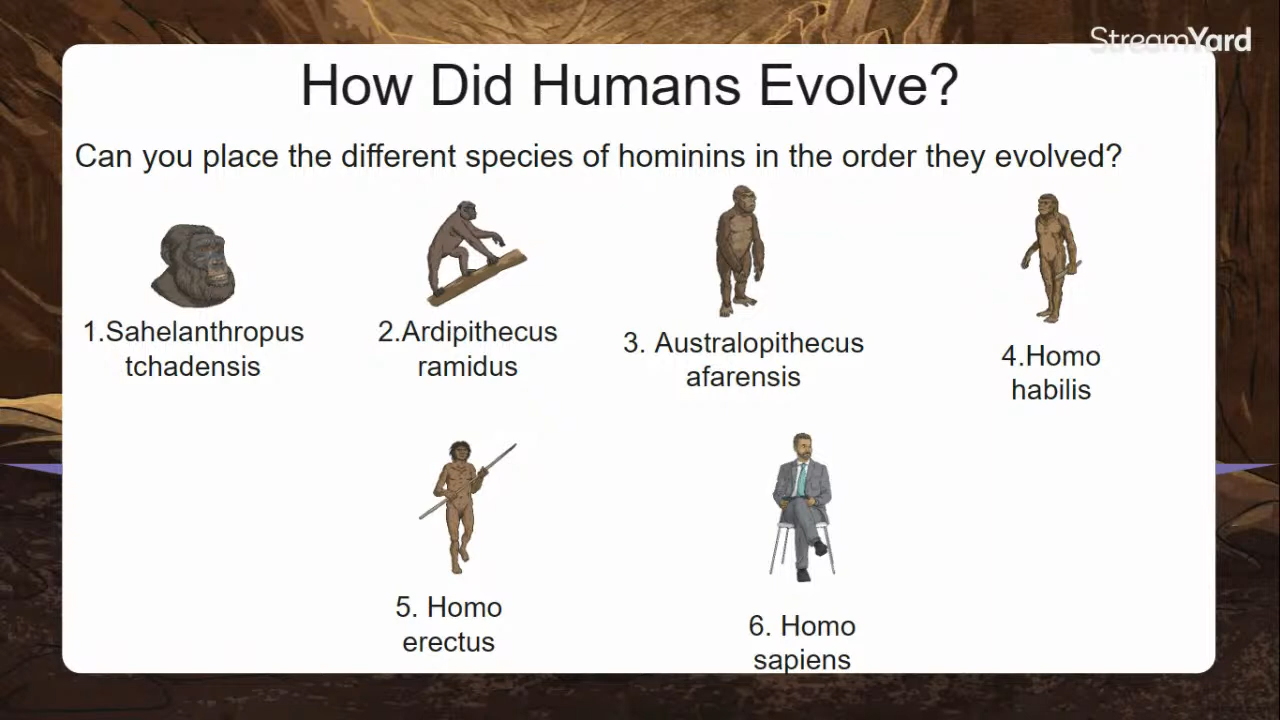 StreamYard
How Did Humans Evolve?
Can you place the different species of hominins in the order they evolved?
1.Sahelanthropus
tchadensis
2.Ardipithecus
ramidus
3. Australopithecus
afarensis
4.Homo
habilis
5. Homo
erectus
6. Homo
sapiens